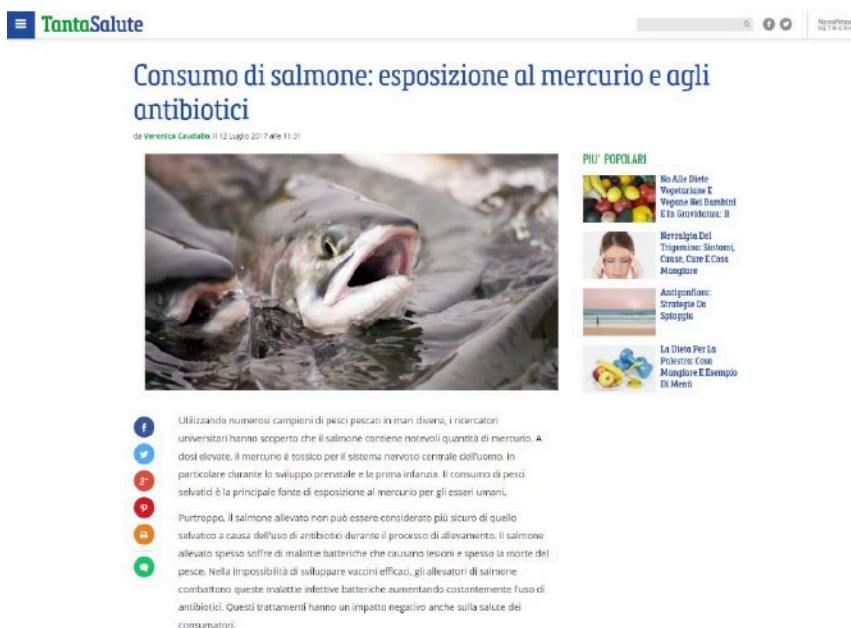 TantaSalute
Consumo di salmone: esposizione al mercurio e agli
antibiotici
da Veronica Caudullo, il 12 Luglio 2017 alle 11:31
PIU' POPOLARI
No Alle Diete
Vegetariane E
Vegane Nei Bambini
E In Gravidanza: Il
Nevralgia Del
Trigemino: Sintomi,
Cause, Cure E Cosa
Mangiare
Antigonfiore:
Strategie Da
Spiaggia
La Dieta Per La
Palestra: Cosa
Mangiare E Esempio
Di Menù
Utilizzando numerosi campioni di pesci pescati in mari diversi, i ricercatori
universitari hanno scoperto che il salmone contiene notevoli quantità di mercurio. A
dosi elevate, il mercurio è tossico per il sistema nervoso centrale dell'uomo, in
particolare durante lo sviluppo prenatale e la prima infanzia. Il consumo di pesci
selvatici è la principale fonte di esposizione al mercurio per gli esseri umani.
Purtroppo, il salmone allevato non può essere considerato più sicuro di quello
selvatico a causa dell'uso di antibiotici durante il processo di allevamento. Il salmone
allevato spesso soffre di malattie batteriche che causano lesioni e spesso la morte del
pesce. Nella impossibilità di sviluppare vaccini efficaci, gli allevatori di salmone
combattono queste malattie infettive batteriche aumentando costantemente l'uso di
antibiotici. Questi trattamenti hanno un impatto negativo anche sulla salute dei
consumatori.